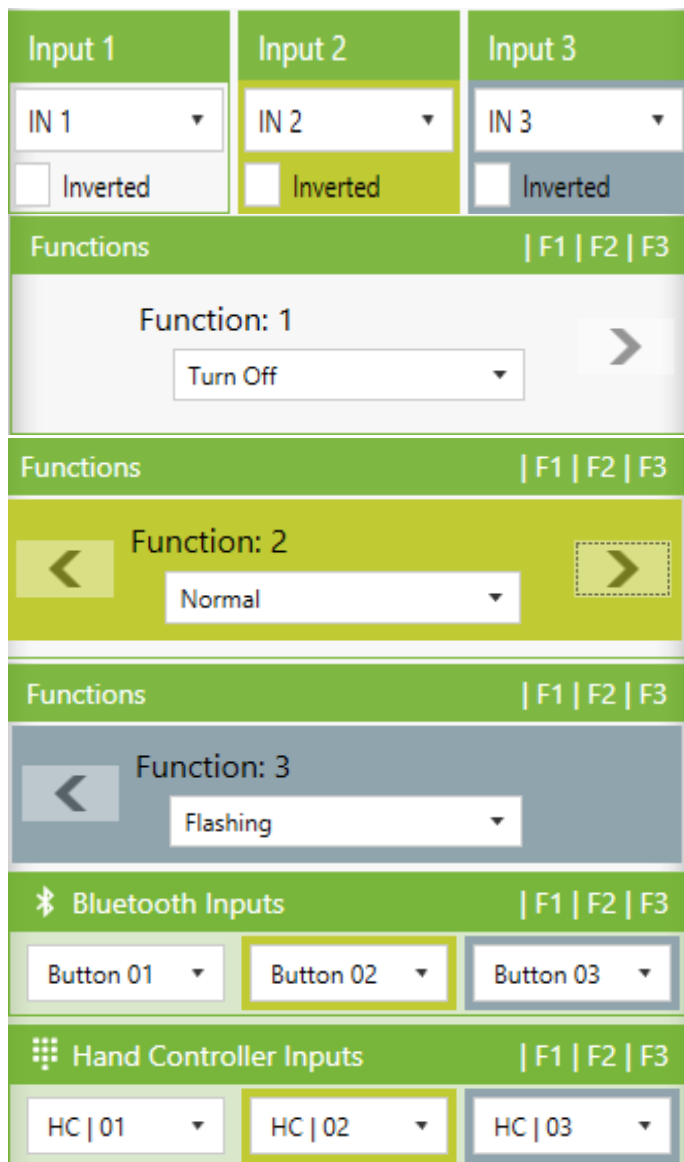 Input 1 Input 2 Input 3
IN 1 IN 2 IN 3
Inverted Inverted Inverted
Functions | F1 | F2 | F3
Function: 1
Turn Off
Functions | F1 | F2 | F3
Function: 2
Normal
Functions | F1 | F2 | F3
Function: 3
Flashing
Bluetooth Inputs | F1 | F2 | F3
Button 01 Button 02 Button 03
Hand Controller Inputs | F1 | F2 | F3
HC | 01 HC | 02 HC | 03